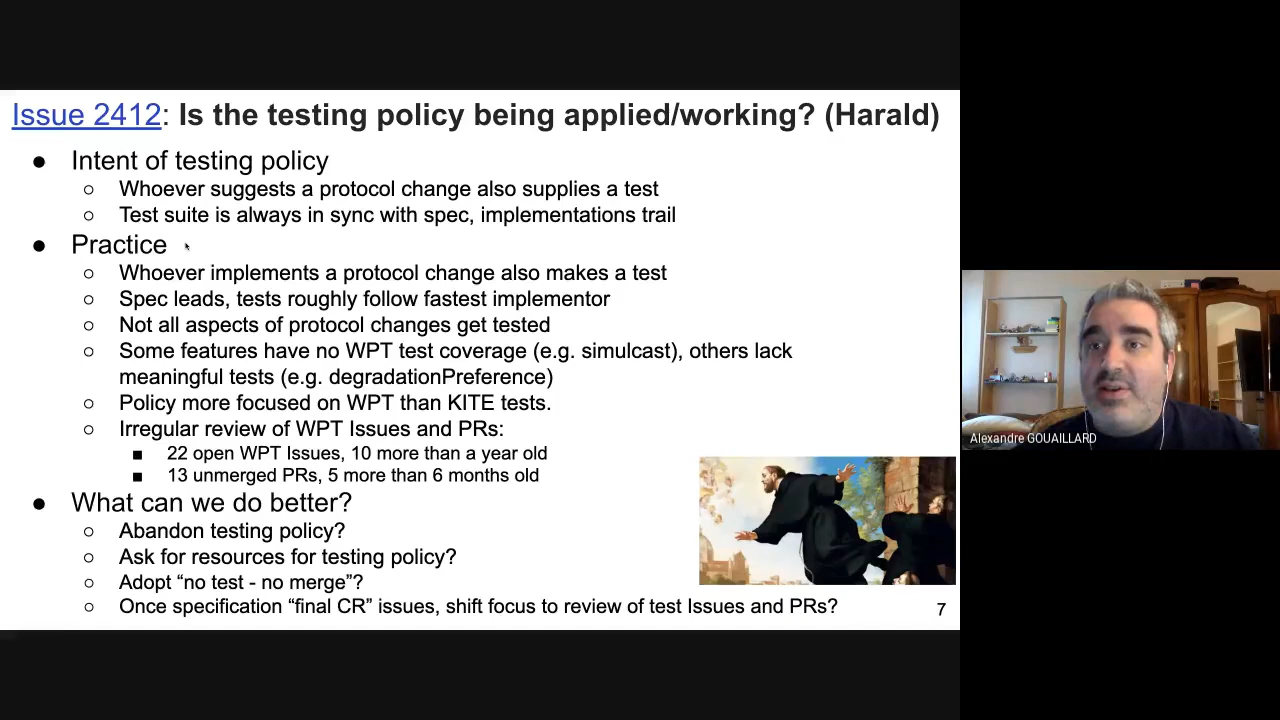 Issue 2412: Is the testing policy being applied/working? (Harald)
● Intent of testing policy
○ Whoever suggests a protocol change also supplies a test
○ Test suite is always in sync with spec, implementations trail
● Practice
○ Whoever implements a protocol change also makes a test
○ Spec leads, tests roughly follow fastest implementor
○ Not all aspects of protocol changes get tested
○ Some features have no WPT test coverage (e.g. simulcast), others lack
meaningful tests (e.g. degradationPreference)
○ Policy more focused on WPT than KITE tests.
○ Irregular review of WPT Issues and PRs:
■ 22 open WPT Issues, 10 more than a year old
■ 13 unmerged PRs, 5 more than 6 months old
● What can we do better?
○ Abandon testing policy?
○ Ask for resources for testing policy?
○ Adopt “no test - no merge”?
○ Once specification “final CR” issues, shift focus to review of test Issues and PRs?
7
Alexandre GOUAILLARD